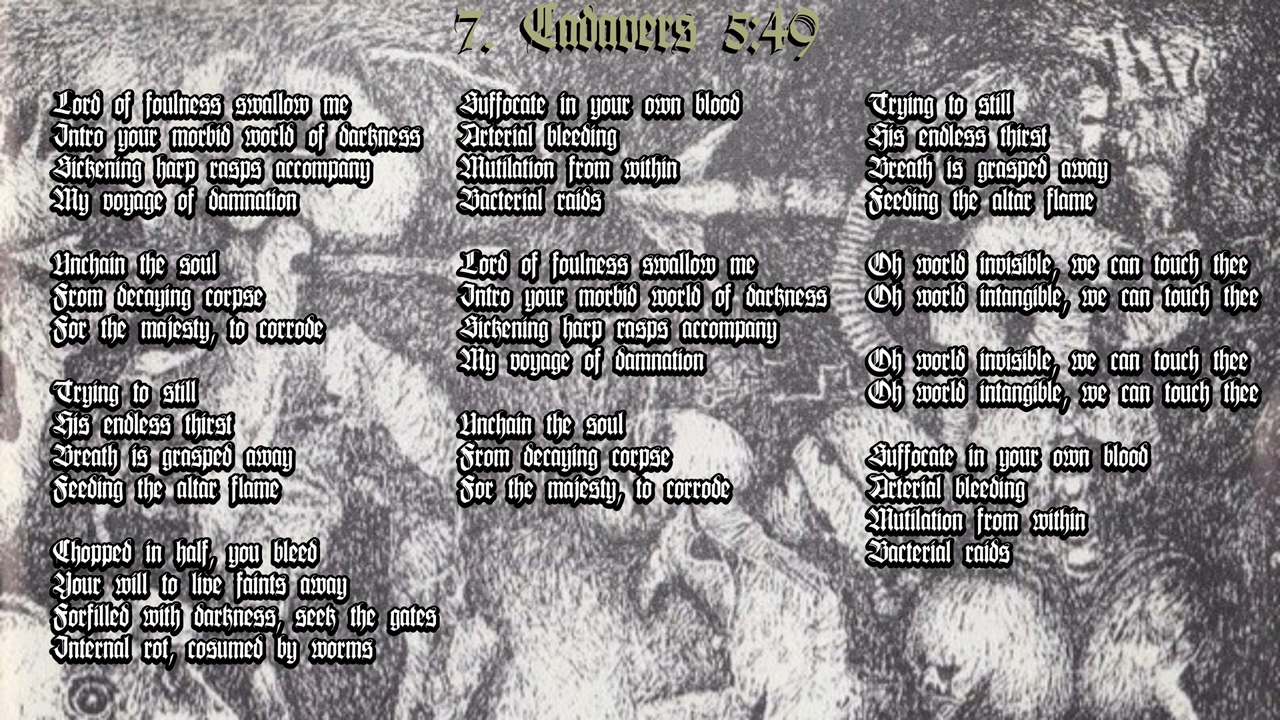 7. Cadavers 5:49
Lord of foulness swallow me
Intro your morbid world of darkness
Sickening harp rasps accompany
My voyage of damnation
Unchain the soul
From decaying corpse
For the majesty, to corrode
Trying to still
His endless thirst
Breath is grasped away
Feeding the altar flame
Chopped in half, you bleed
Your will to live faints away
Forfilled with darkness, seek the gates
Internal rot, cosumed by worms
Suffocate in your own blood
Arterial bleeding
Mutilation from within
Bacterial raids
Lord of foulness swallow me
Intro your morbid world of darkness
Sickening harp rasps accompany
My voyage of damnation
Unchain the soul
From decaying corpse
For the majesty, to corrode
Trying to still
His endless thirst
Breath is grasped away
Feeding the altar flame
Oh world invisible, we can touch thee
Oh world intangible, we can touch thee
Oh world invisible, we can touch thee
Oh world intangible, we can touch thee
Suffocate in your own blood
Arterial bleeding
Mutilation from within
Bacterial raids